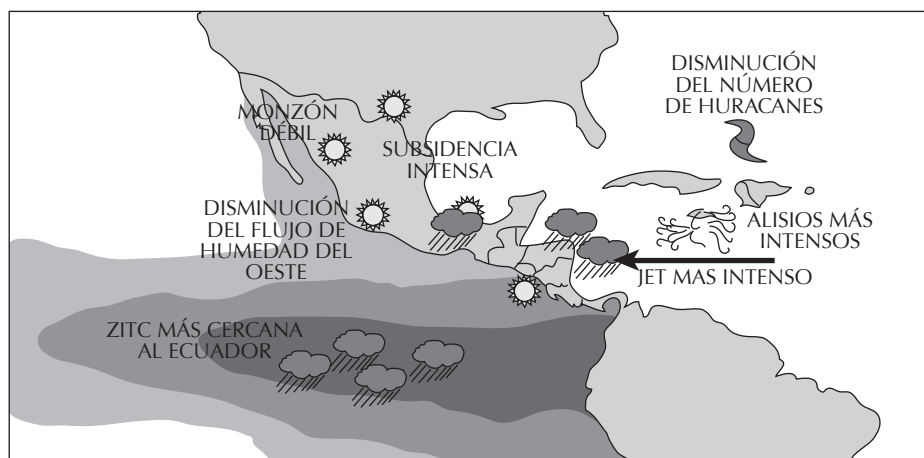 DISMINUCIÓN
DEL NÚMERO
DE HURACANES
MONZÓN
DÉBIL
SUBSIDENCIA
INTENSA
DISMINUCIÓN
DEL FLUJO DE
HUMEDAD DEL
OESTE
ALISIOS MÁS
INTENSOS
JET MAS INTENSO
ZITC MÁS CERCANA
AL ECUADOR